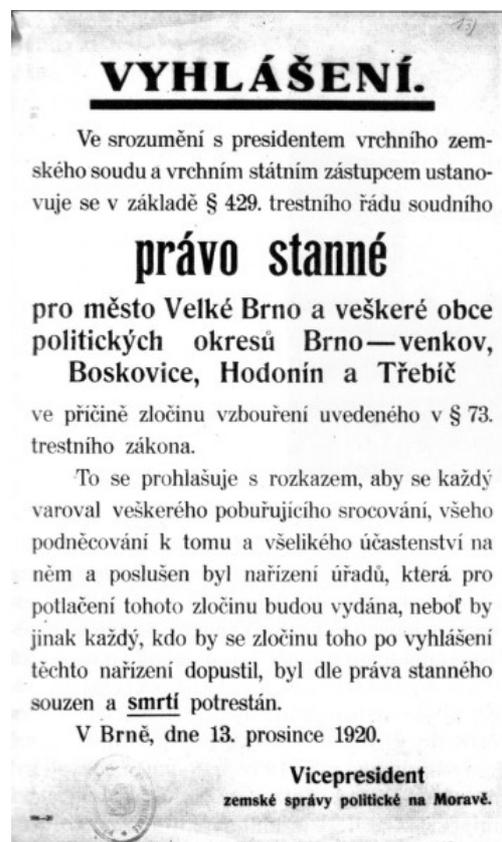 VYHLÁŠENÍ.
Ve srozumění s presidentem vrchního zem-
ského soudu a vrchním státním zástupcem ustano-
vuje se v základě § 429. trestního řádu soudního
právo stanné
pro město Velké Brno a veškeré obce
politických okresů Brno—venkov,
Boskovice, Hodonín a Třebíč
ve příčině zločinu vzbouření uvedeného v § 73.
trestního zákona.
To se prohlašuje s rozkazem, aby se každý
varoval veškerého pobuřujícího srocování, všeho
podněcování k tomu a všelikého účastenství na
něm a poslušen byl nařízení úřadů, která pro
potlačení tohoto zločinu budou vydána, neboť by
jinak každý, kdo by se zločinu toho po vyhlášení
těchto nařízení dopustil, byl dle práva stanného
souzen a smrtí potrestán.
V Brně, dne 13. prosince 1920.
Vicepresident
zemské správy politické na Moravě.